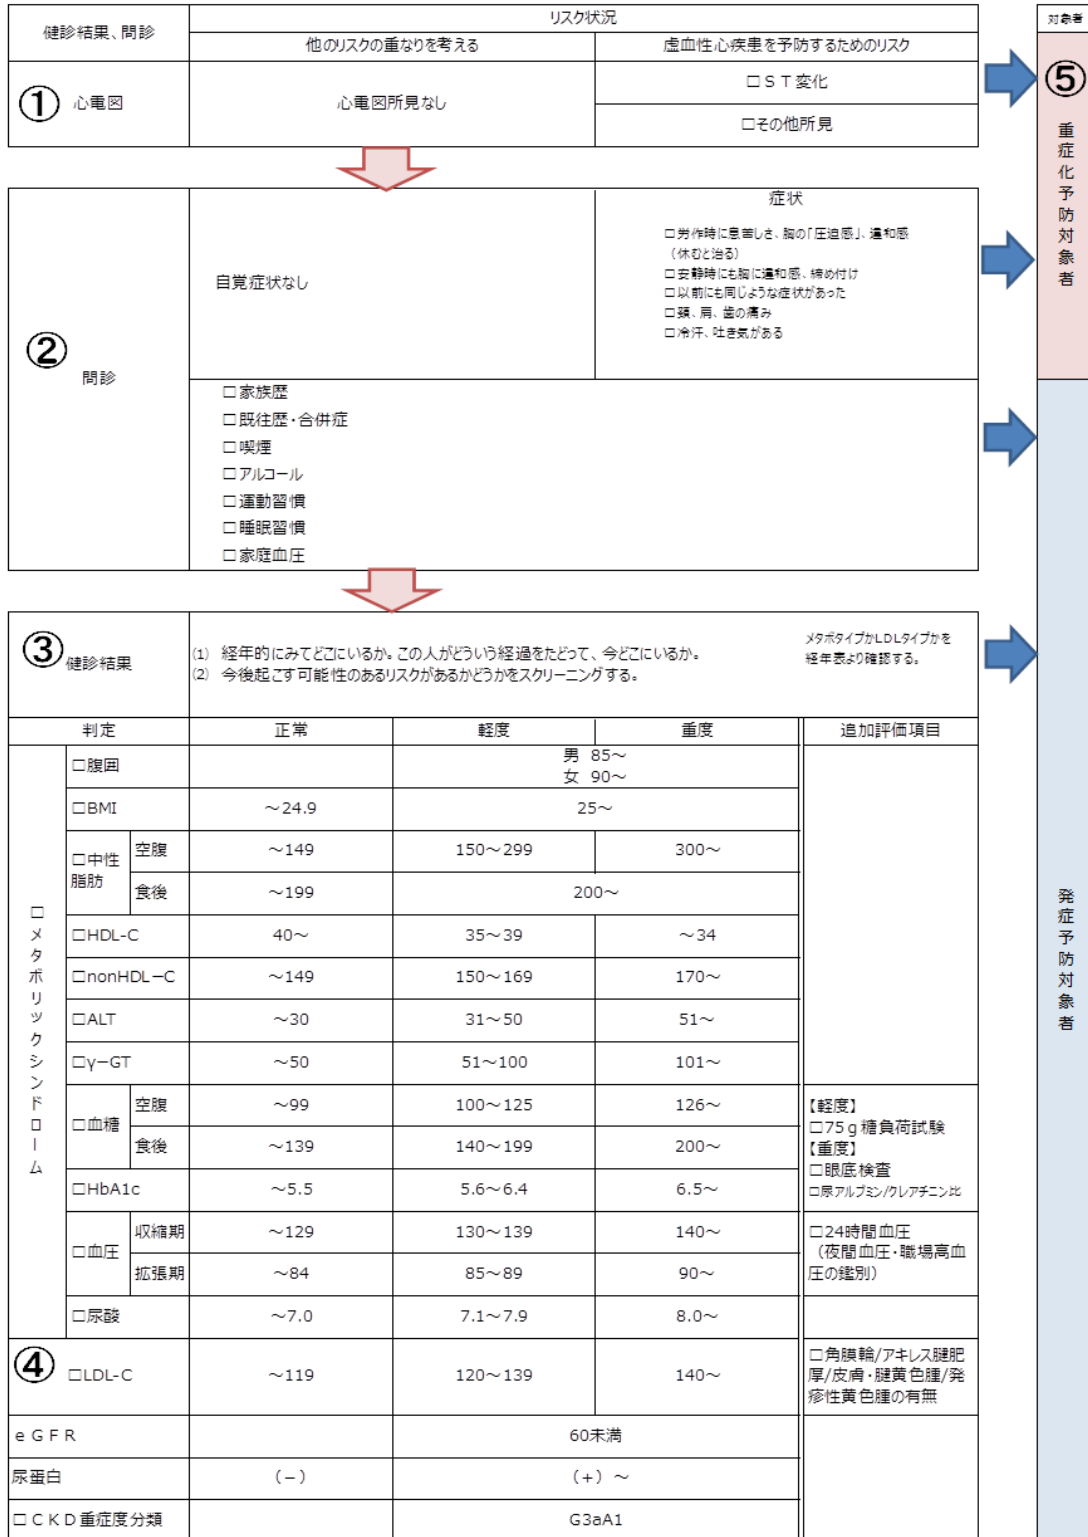 健診結果、問診
リスク状況
対象者
他のリスクの重なりを考える
虚血性心疾患を予防するためのリスク
① 心電図
心電図所見なし
□ＳＴ変化
□その他所見
⑤
重症化予防対象者
② 問診
自覚症状なし
症状
□労作時に息苦しさ、胸の「圧迫感」、違和感
（休むと治る）
□安静時にも胸に違和感、締め付け
□以前にも同じような症状があった
□頸、肩、歯の痛み
□冷汗、吐き気がある
□家族歴
□既往歴・合併症
□喫煙
□アルコール
□運動習慣
□睡眠習慣
□家庭血圧
発症予防対象者
③ 健診結果
⑴ 経年的にみてどこにいるか。この人がどういう経過をたどって、今どこにいるか。
⑵ 今後起こす可能性のあるリスクがあるかどうかをスクリーニングする。
メタボタイプかLDLタイプかを
経年表より確認する。
判定 正常 軽度 重度 追加評価項目
□メタボリックシンドローム
□腹囲
男 85～
女 90～
□BMI ～24.9 25～
□中性
脂肪
空腹 ～149 150～299 300～
食後 ～199 200～
□HDL-C 40～ 35～39 ～34
□nonHDL－C ～149 150～169 170～
□ALT ～30 31～50 51～
□γ－GT ～50 51～100 101～
□血糖
空腹 ～99 100～125 126～
食後 ～139 140～199 200～
□HbA1c ～5.5 5.6～6.4 6.5～
【軽度】
□75ｇ糖負荷試験
【重度】
□眼底検査
□尿アルブミン/クレアチニン比
□血圧
収縮期 ～129 130～139 140～
拡張期 ～84 85～89 90～
□24時間血圧
（夜間血圧・職場高血
圧の鑑別）
□尿酸 ～7.0 7.1～7.9 8.0～
④ □LDL-C ～119 120～139 140～
□角膜輪/アキレス腱肥
厚/皮膚・腱黄色腫/発
疹性黄色腫の有無
ｅＧＦＲ 60未満
尿蛋白 （－） （＋）～
□ＣＫＤ重症度分類 G3aA1